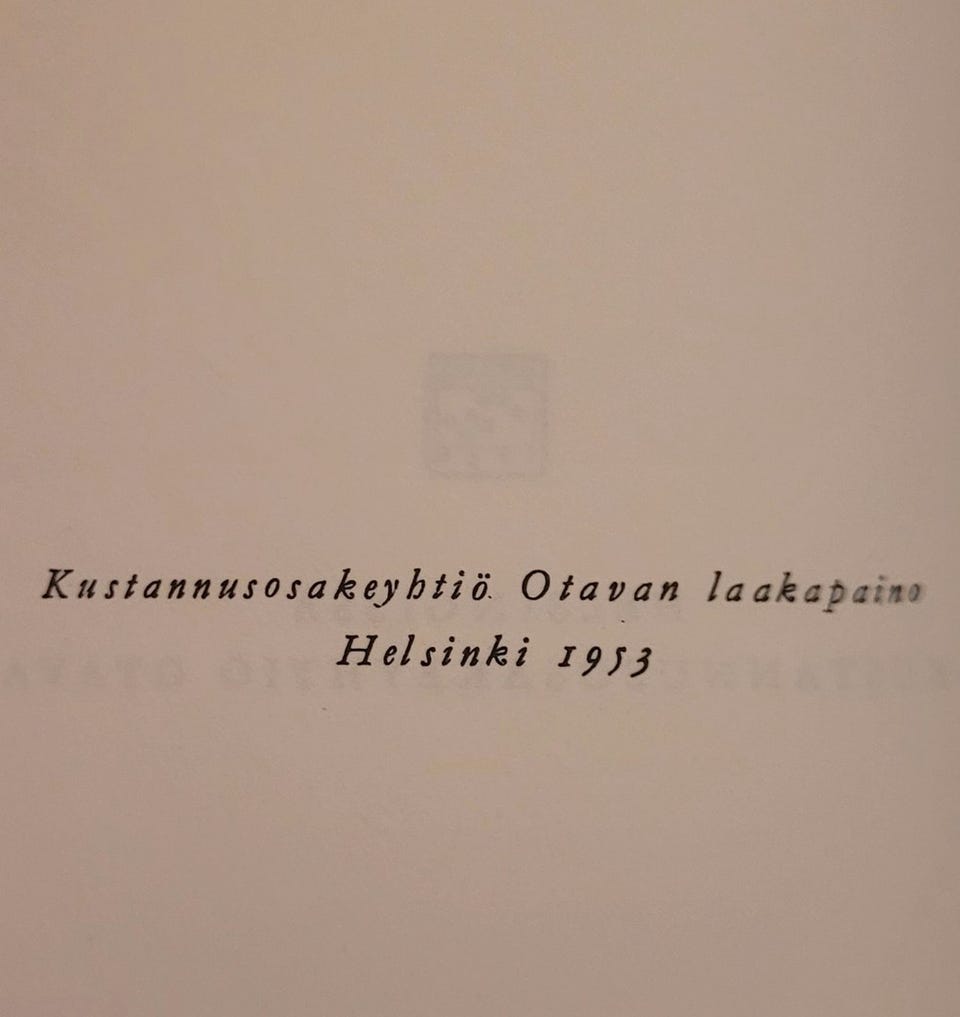 Kustannusosakeyhtiö Otavan laakapaino
Helsinki 1953